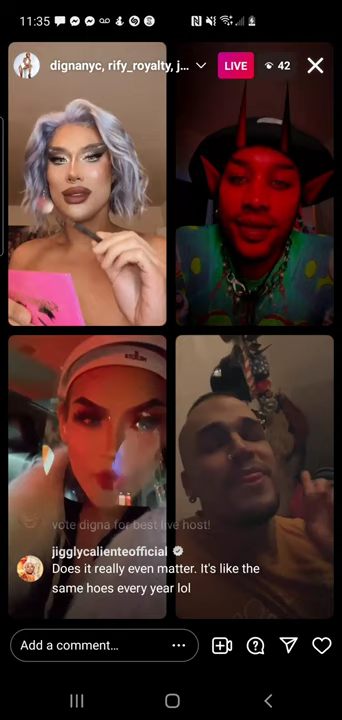 11:35
dignanyc, rify_royalty, j...
LIVE
42
vote digna for best live host!
jigglycalienteofficial
Does it really even matter. It's like the
same hoes every year lol
Add a comment...